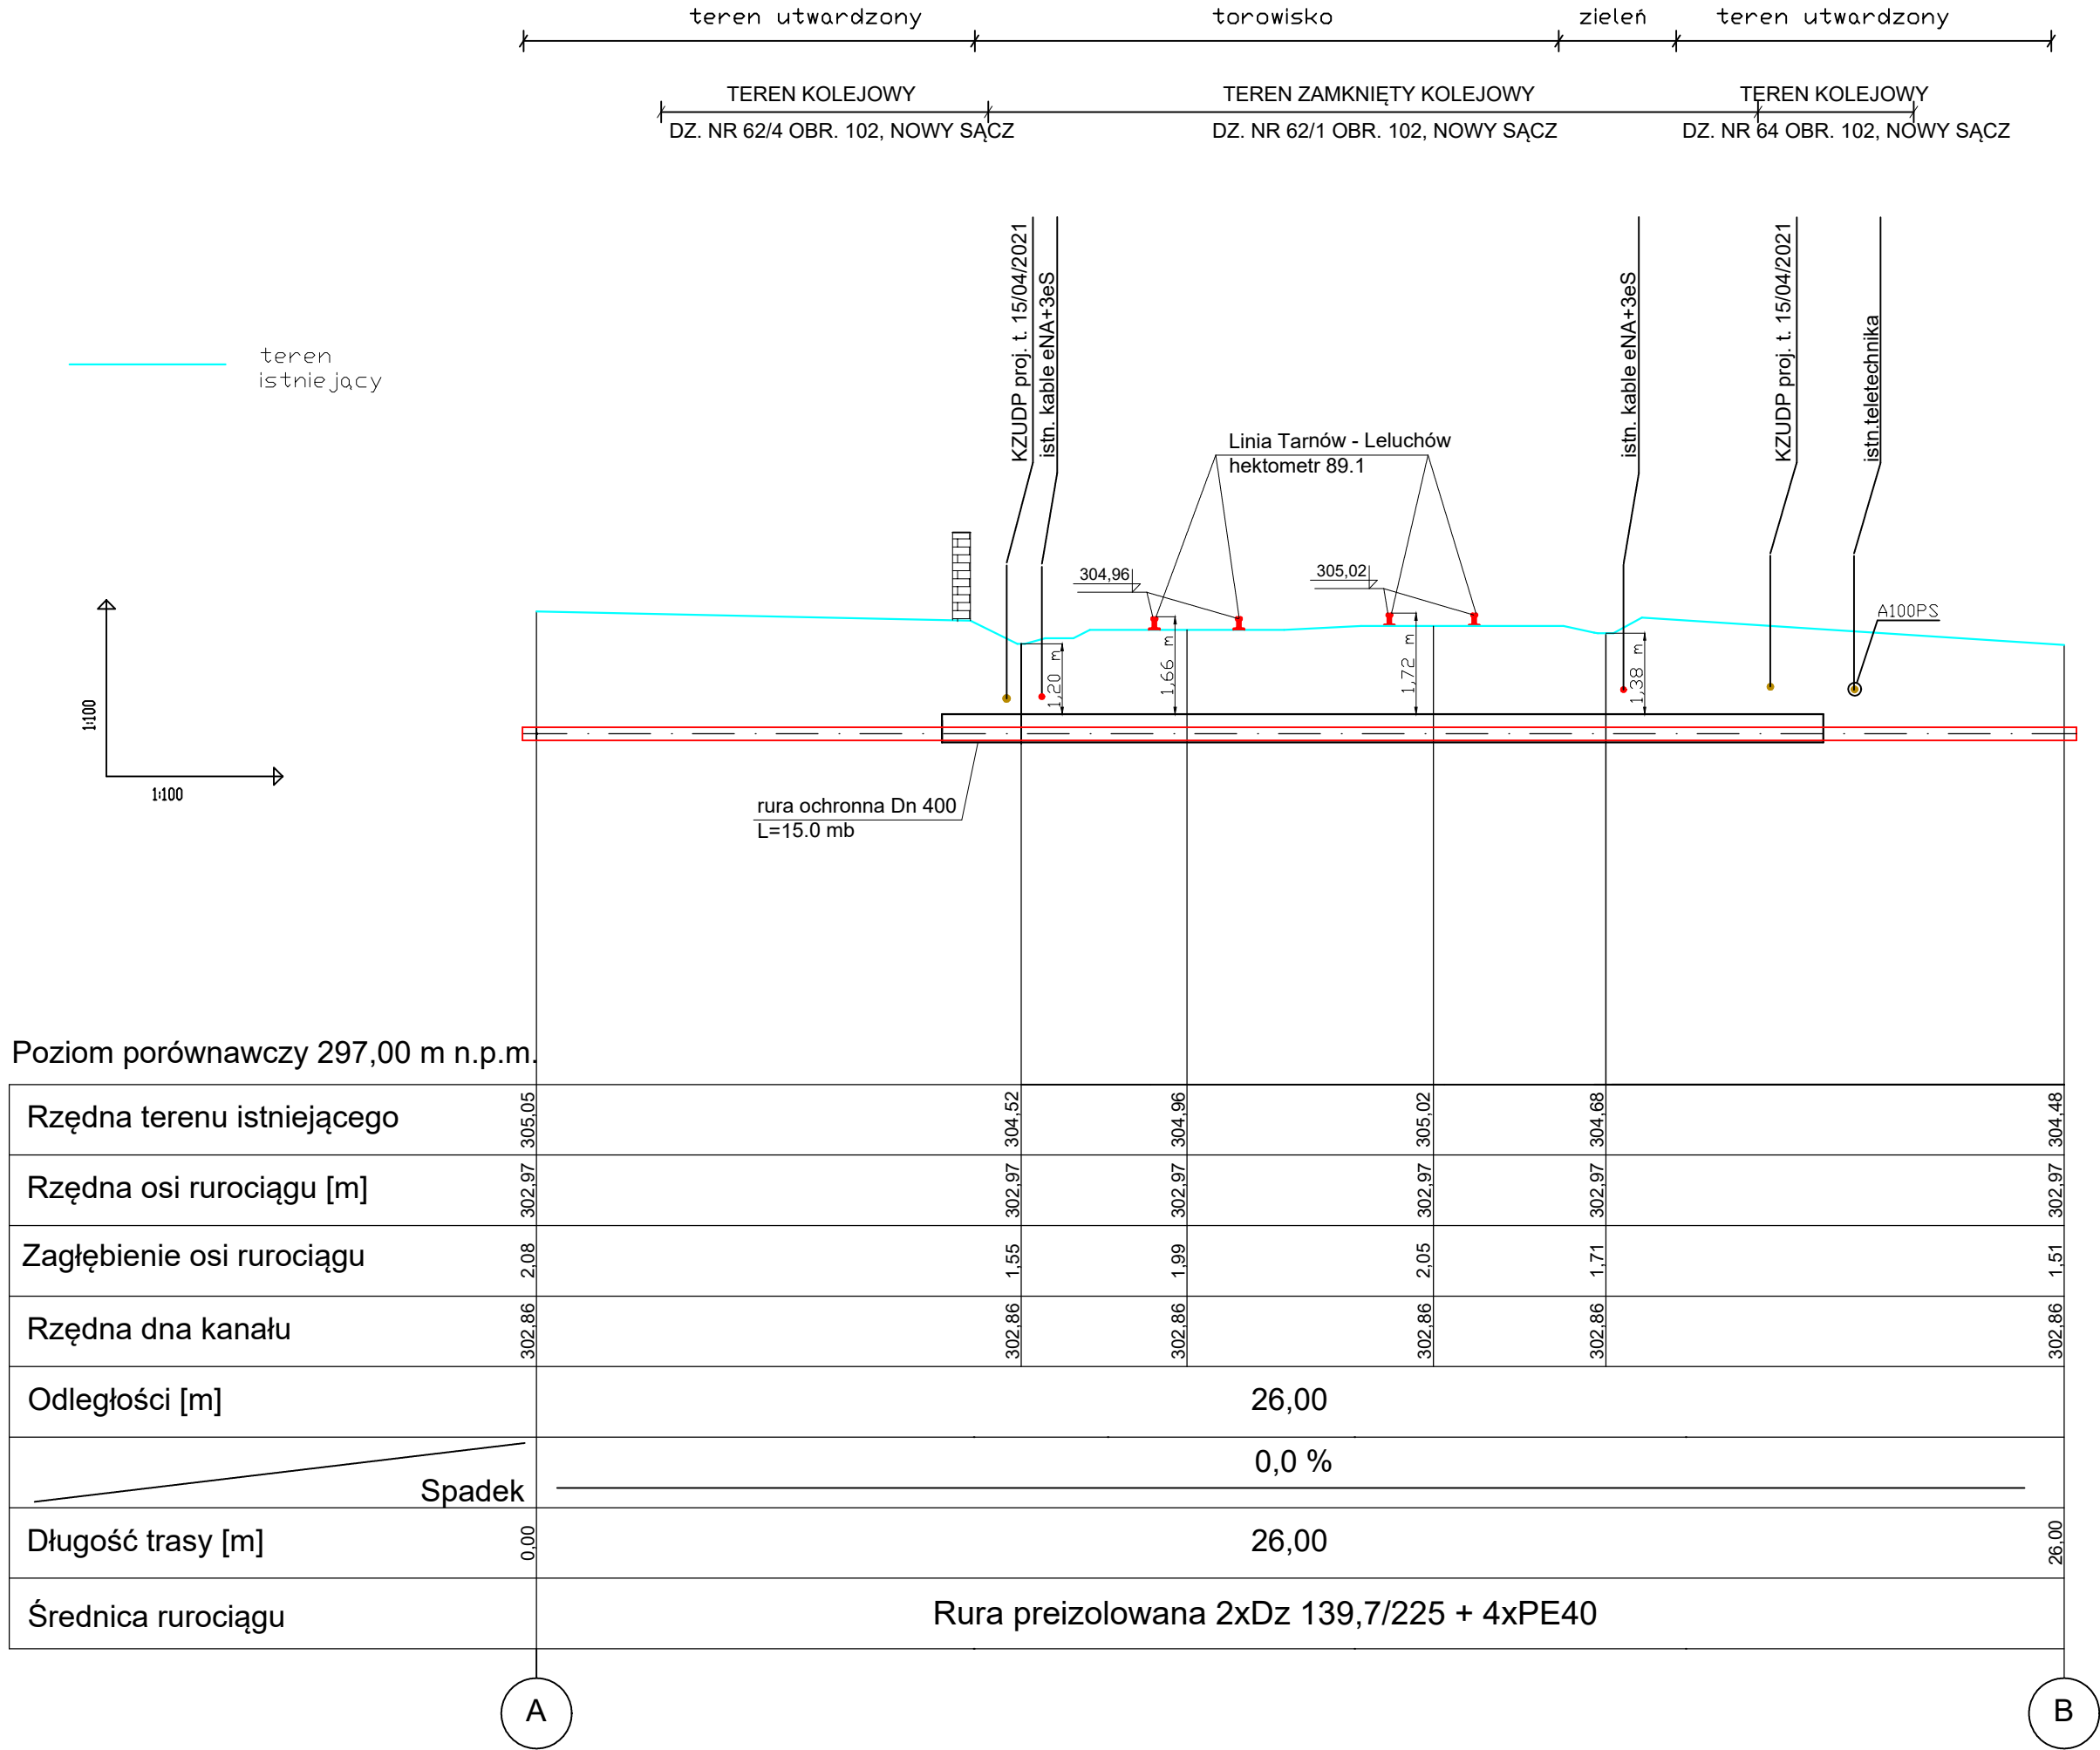 teren utwardzony torowisko zieleń teren utwardzony
TEREN KOLEJOWY TEREN ZAMKNIĘTY KOLEJOWY TEREN KOLEJOWY
DZ. NR 62/4 OBR. 102, NOWY SĄCZ DZ. NR 62/1 OBR. 102, NOWY SĄCZ DZ. NR 64 OBR. 102, NOWY SĄCZ
KZUDP proj. t. 15/04/2021
istn. kable eNA+3eS
istn. kable eNA+3eS
KZUDP proj. t. 15/04/2021
istn.teletechnika
teren
istniejący
Linia Tarnów - Leluchów
hektometr 89.1
304,96
305,02
A100PS
1,20 m
1,66 m
1,72 m
1,38 m
1:100
1:100
rura ochronna Dn 400
L=15.0 mb
Poziom porównawczy 297,00 m n.p.m.
Rzędna terenu istniejącego 305,05 304,52 304,96 305,02 304,68 304,48
Rzędna osi rurociągu [m] 302,97 302,97 302,97 302,97 302,97 302,97
Zagłębienie osi rurociągu 2,08 1,55 1,99 2,05 1,71 1,51
Rzędna dna kanału 302,86 302,86 302,86 302,86 302,86 302,86
Odległości [m] 26,00
Spadek 0,0 %
Długość trasy [m] 0,00 26,00 26,00
Średnica rurociągu Rura preizolowana 2xDz 139,7/225 + 4xPE40
A B